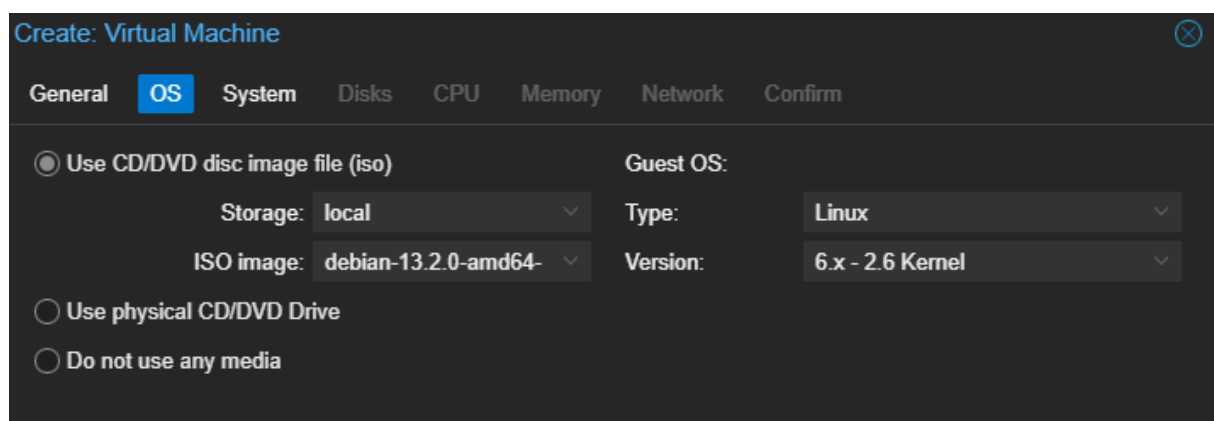 Create: Virtual Machine
General OS System Disks CPU Memory Network Confirm
Use CD/DVD disc image file (iso) Guest OS:
Storage: local Type: Linux
ISO image: debian-13.2.0-amd64- Version: 6.x - 2.6 Kernel
Use physical CD/DVD Drive
Do not use any media